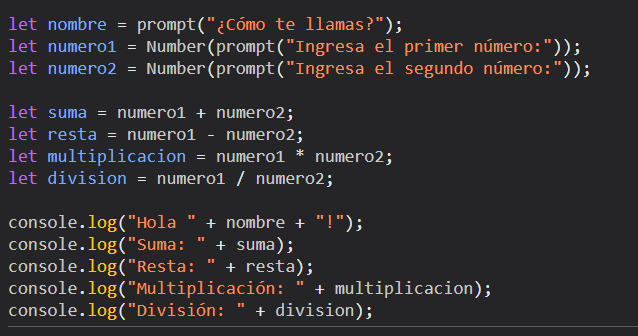 let nombre = prompt("¿Cómo te llamas?");
let numero1 = Number(prompt("Ingresa el primer número:"));
let numero2 = Number(prompt("Ingresa el segundo número:"));
let suma = numero1 + numero2;
let resta = numero1 - numero2;
let multiplicacion = numero1 * numero2;
let division = numero1 / numero2;
console.log("Hola " + nombre + "!");
console.log("Suma: " + suma);
console.log("Resta: " + resta);
console.log("Multiplicación: " + multiplicacion);
console.log("División: " + division);